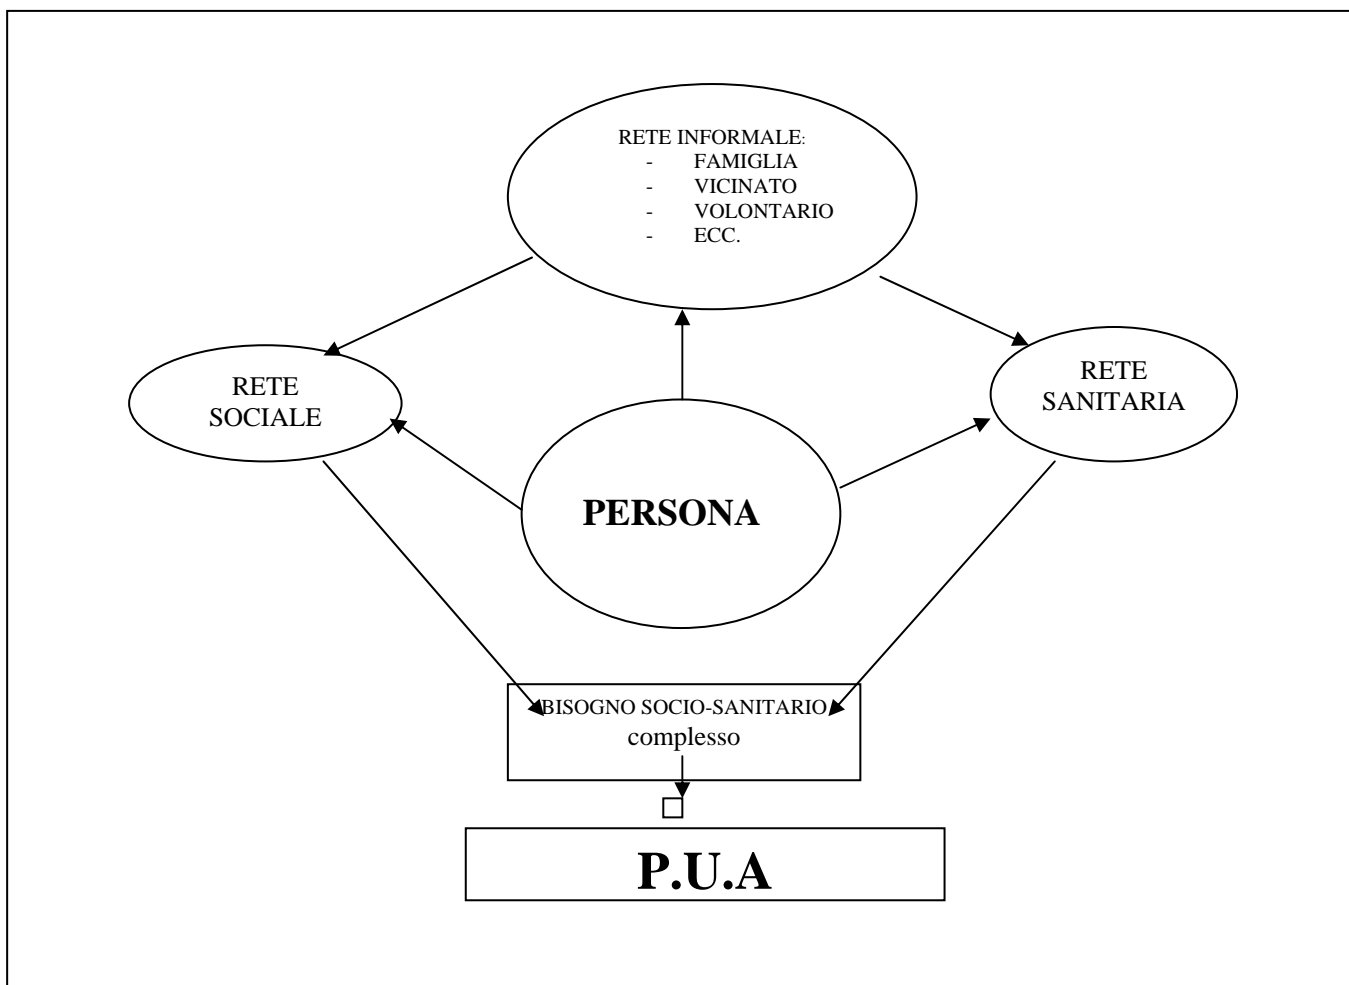 RETE INFORMALE:
- FAMIGLIA
- VICINATO
- VOLONTARIO
- ECC.
RETE
SOCIALE
RETE
SANITARIA
PERSONA
BISOGNO SOCIO-SANITARIO
complesso
P.U.A